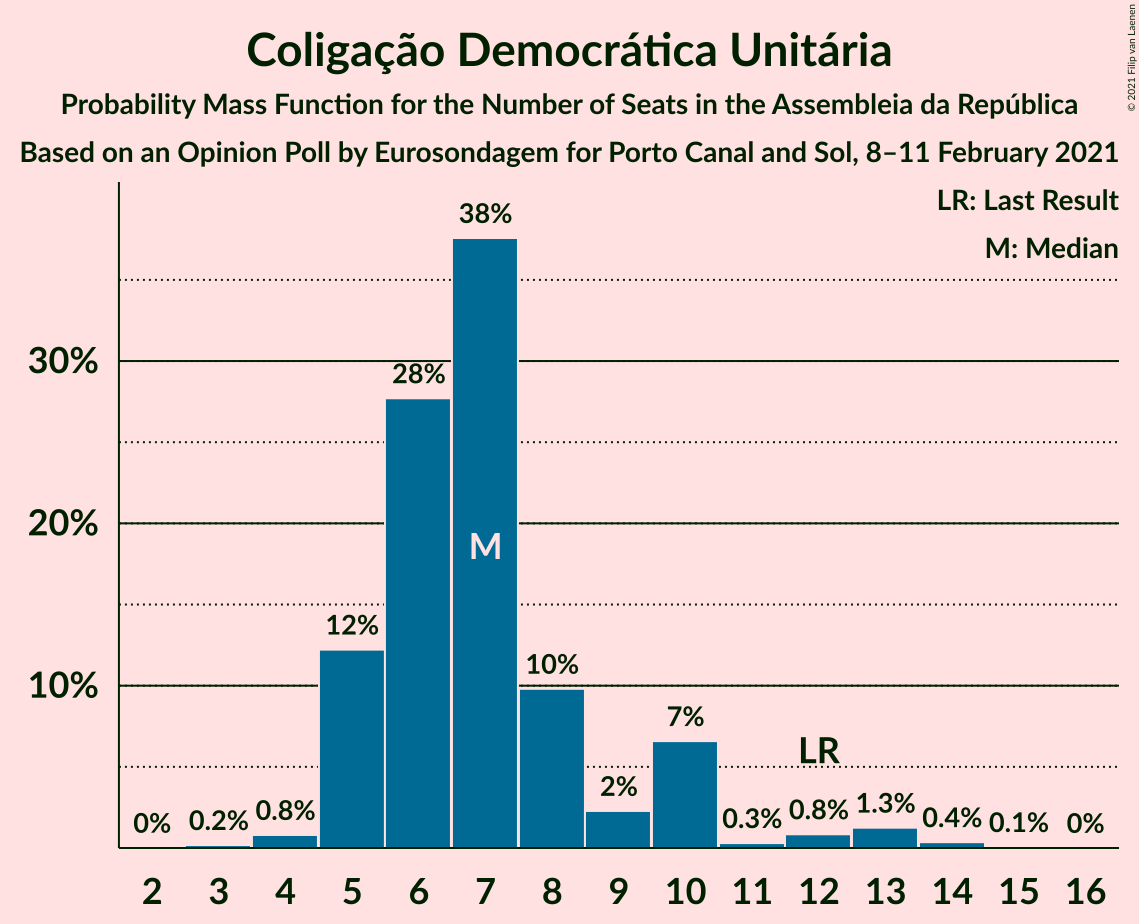 Coligação Democrática Unitária
Probability Mass Function for the Number of Seats in the Assembleia da República
Based on an Opinion Poll by Eurosondagem for Porto Canal and Sol, 8–11 February 2021
© 2021 Filip van Laenen
LR: Last Result
M: Median
38%
30%
28%
20%
M
12%
10%
10%
7%
LR
2%
0%
0.2%
0.8%
0.3%
0.8%
1.3%
0.4%
0.1%
0%
2 3 4 5 6 7 8 9 10 11 12 13 14 15 16